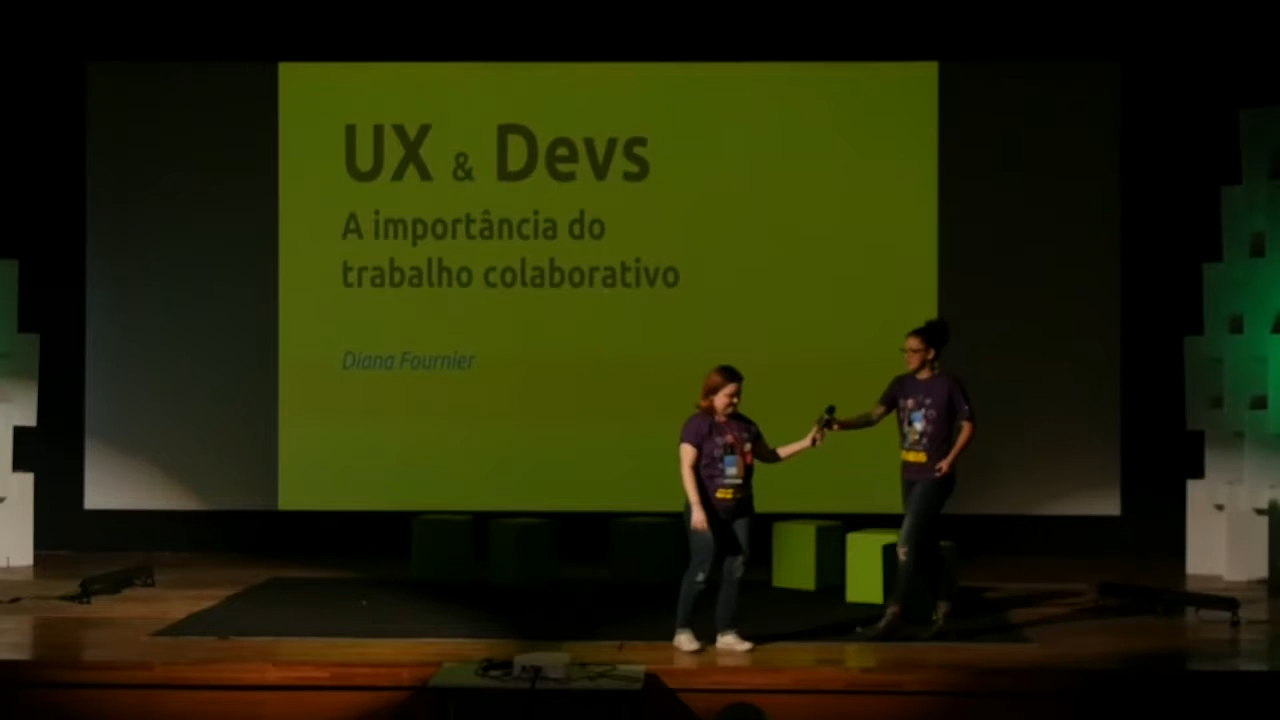 UX & Devs
A importância do
trabalho colaborativo
Diana Fournier